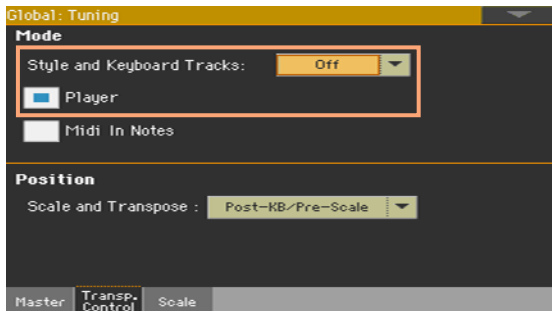 Global: Tuning
Mode
Style and Keyboard Tracks: Off
Player
Midi In Notes
Position
Scale and Transpose : Post-KB/Pre-Scale
Master Transp. Control Scale